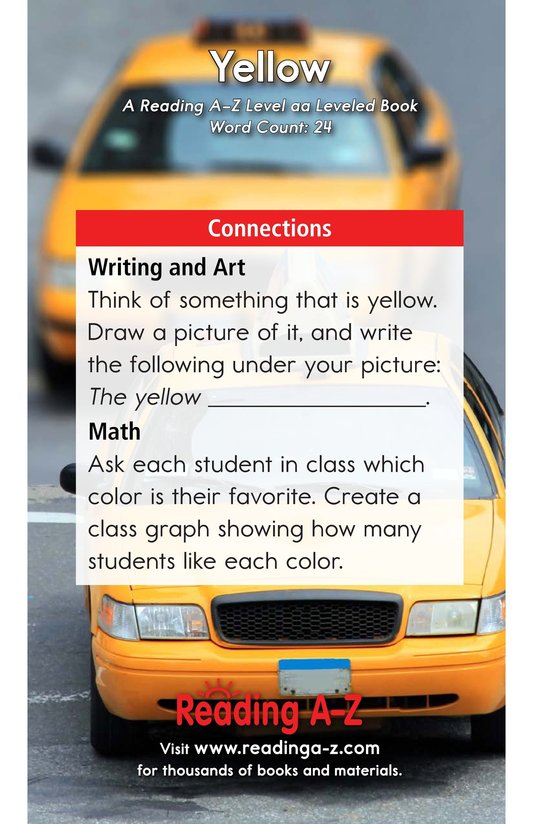 Yellow
A Reading A–Z Level aa Leveled Book
Word Count: 24
Connections
Writing and Art
Think of something that is yellow.
Draw a picture of it, and write
the following under your picture:
The yellow ____________________.
Math
Ask each student in class which
color is their favorite. Create a
class graph showing how many
students like each color.
Reading A–Z
Visit www.readinga-z.com
for thousands of books and materials.